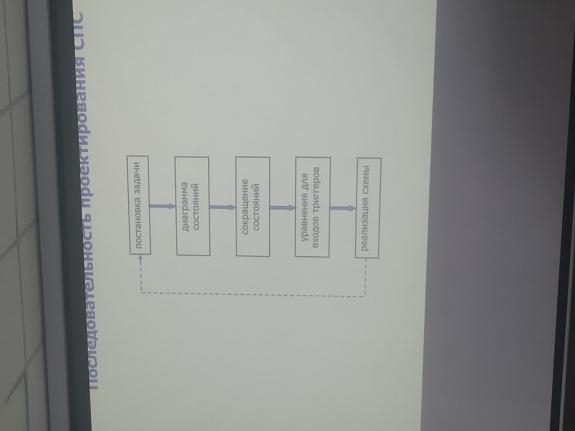 Последовательность проектирования СПС
постановка задачи
диаграмма
состояний
сокращение
состояний
уравнения для
входов триггеров
реализация схемы